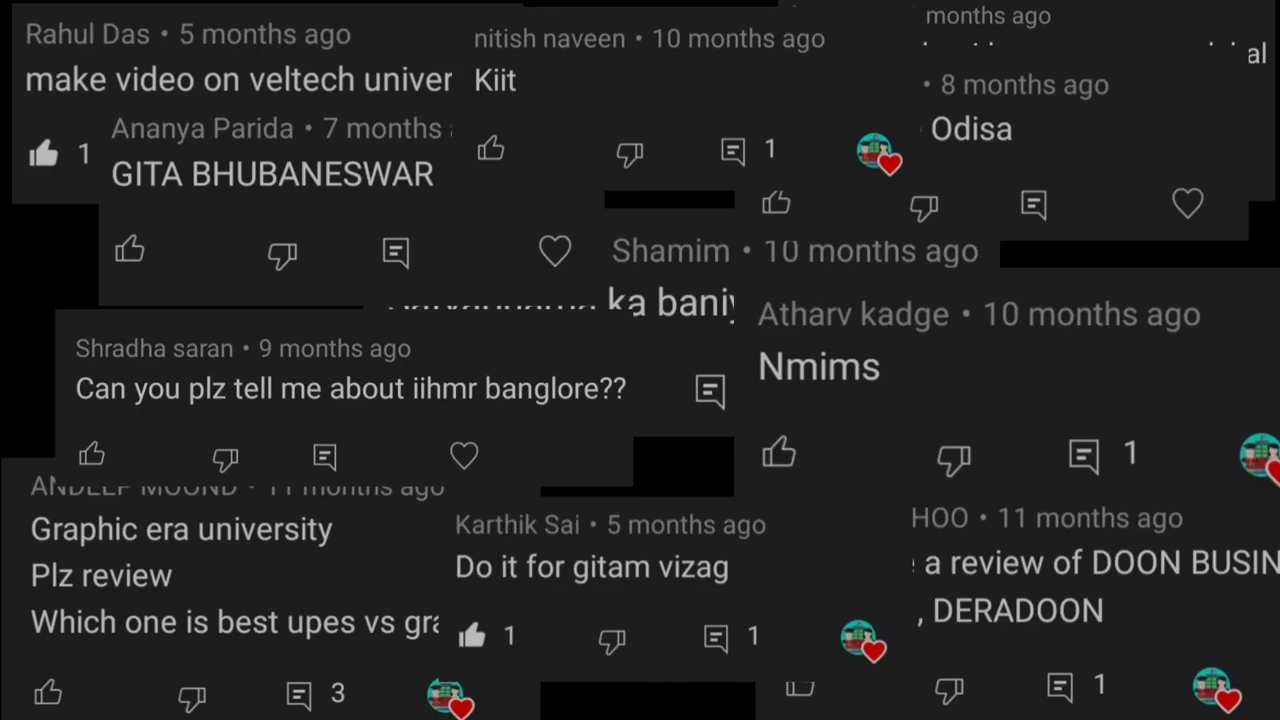 Rahul Das • 5 months ago
make video on veltech univer
1
Ananya Parida • 7 months
GITA BHUBANESWAR
nitish naveen • 10 months ago
Kiit
1
months ago
al
• 8 months ago
Odisa
Shamim • 10 months ago
ka baniy
Shradha saran • 9 months ago
Can you plz tell me about iihmr banglore??
Atharv kadge • 10 months ago
Nmims
1
• 11 months ago
Graphic era university
Plz review
Which one is best upes vs gra
3
Karthik Sai • 5 months ago
Do it for gitam vizag
1
1
HOO • 11 months ago
a review of DOON BUSIN
, DERADOON
1